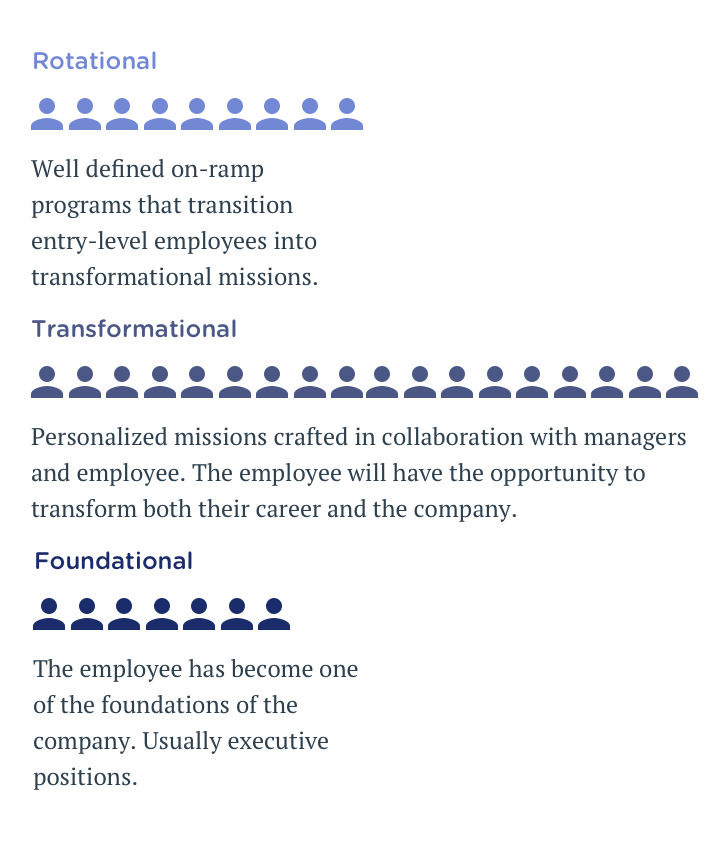 Rotational
Well defined on-ramp
programs that transition
entry-level employees into
transformational missions.
Transformational
Personalized missions crafted in collaboration with managers
and employee. The employee will have the opportunity to
transform both their career and the company.
Foundational
The employee has become one
of the foundations of the
company. Usually executive
positions.